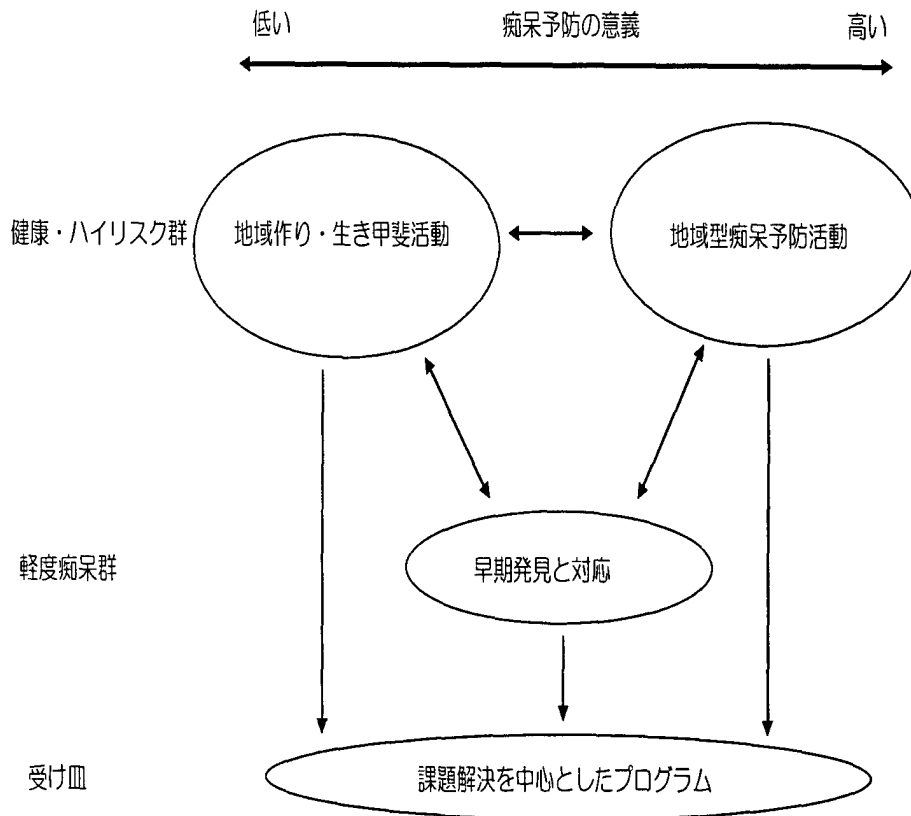 低い 痴呆予防の意義 高い
健康・ハイリスク群 地域作り・生き甲斐活動 地域型痴呆予防活動
軽度痴呆群 早期発見と対応
受け皿 課題解決を中心としたプログラム